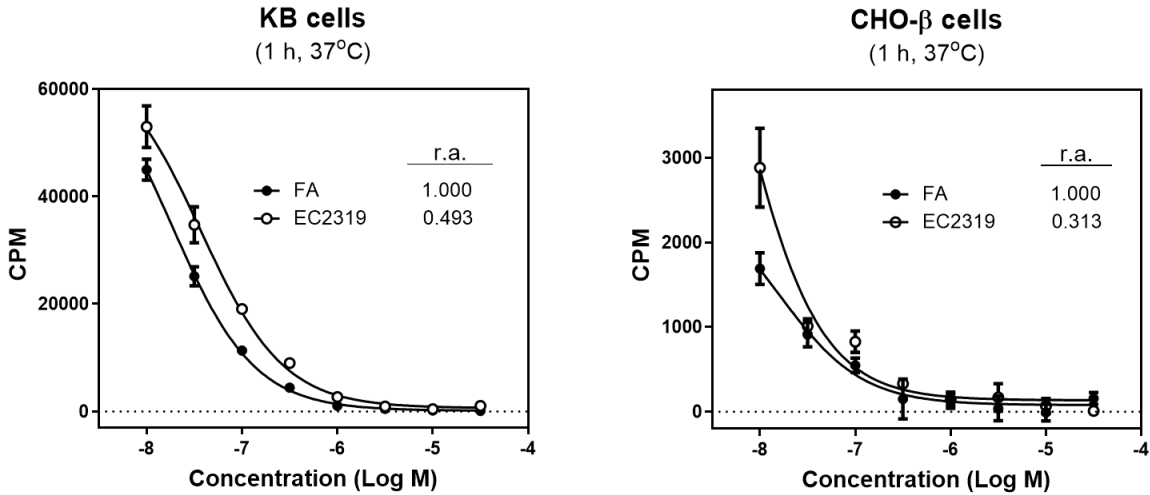 KB cells
(1 h, 37°C)
60000
40000
20000
0
CPM
r.a.
FA 1.000
EC2319 0.493
-8 -7 -6 -5 -4
Concentration (Log M)
CHO-β cells
(1 h, 37°C)
3000
2000
1000
0
CPM
r.a.
FA 1.000
EC2319 0.313
-8 -7 -6 -5 -4
Concentration (Log M)